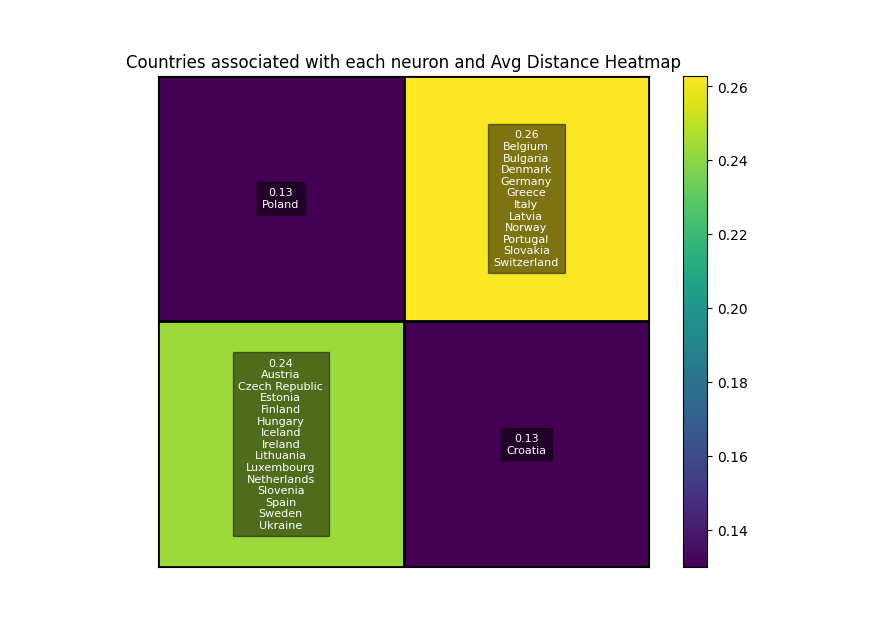 Countries associated with each neuron and Avg Distance Heatmap
0.13
Poland
0.26
Belgium
Bulgaria
Denmark
Germany
Greece
Italy
Latvia
Norway
Portugal
Slovakia
Switzerland
0.24
Austria
Czech Republic
Estonia
Finland
Hungary
Iceland
Ireland
Lithuania
Luxembourg
Netherlands
Slovenia
Spain
Sweden
Ukraine
0.13
Croatia
0.26
0.24
0.22
0.20
0.18
0.16
0.14